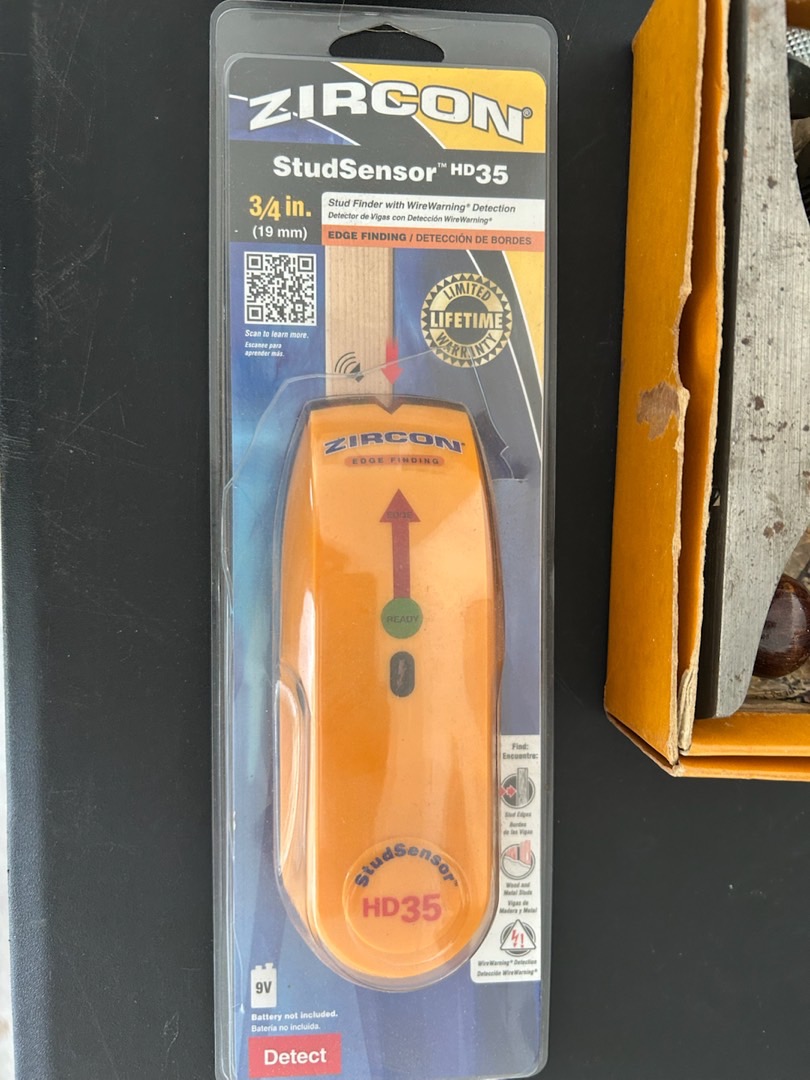 ZIRCON®
StudSensor™ HD35
3/4 in.
(19 mm)
Stud Finder with WireWarning® Detection
Detector de Vigas con Detección WireWarning®
EDGE FINDING / DETECCIÓN DE BORDES
Scan to learn more.
Escanee para
aprender más.
LIMITED
LIFETIME
WARRANTY
ZIRCON®
EDGE FINDING
EDGE
READY
StudSensor™
HD35
Find:
Encuentra:
Stud Edges
Bordes
de las Vigas
Wood and
Metal Studs
Vigas de
Madera y Metal
WireWarning® Detection
Detección WireWarning®
9V
Battery not included.
Batería no incluida.
Detect